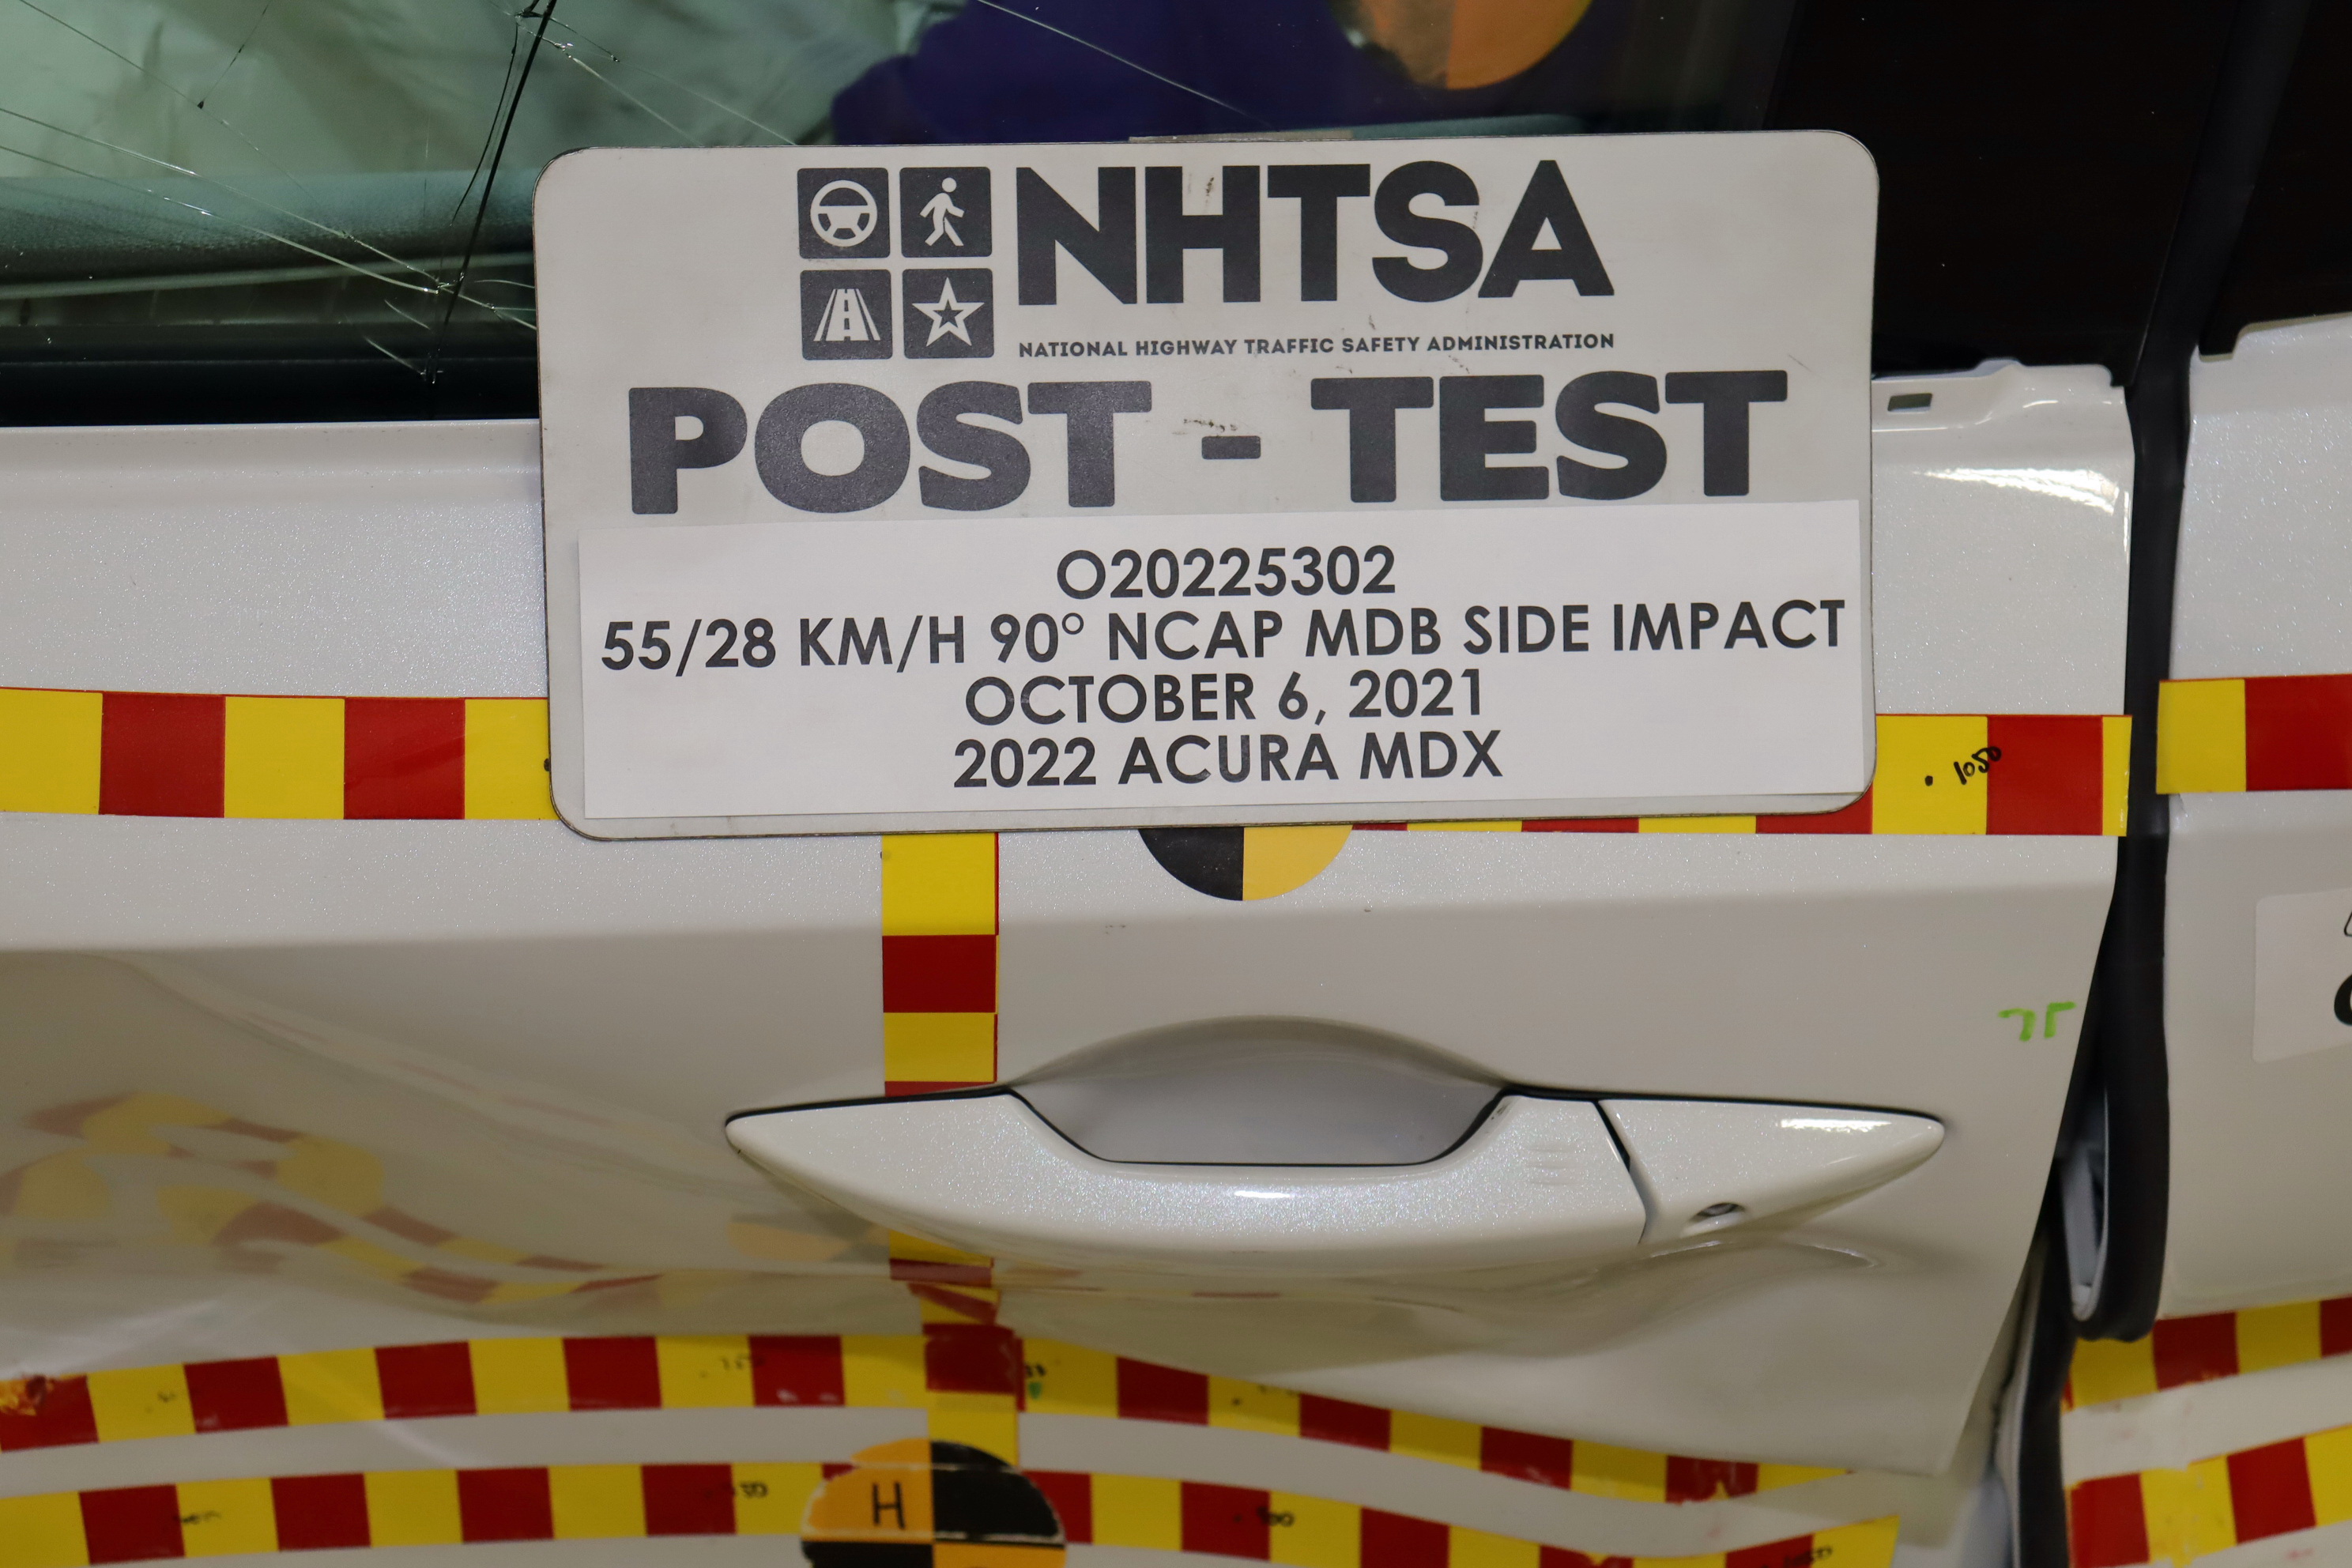 NHTSA
NATIONAL HIGHWAY TRAFFIC SAFETY ADMINISTRATION
POST - TEST
O20225302
55/28 KM/H 90° NCAP MDB SIDE IMPACT
OCTOBER 6, 2021
2022 ACURA MDX
1050
H